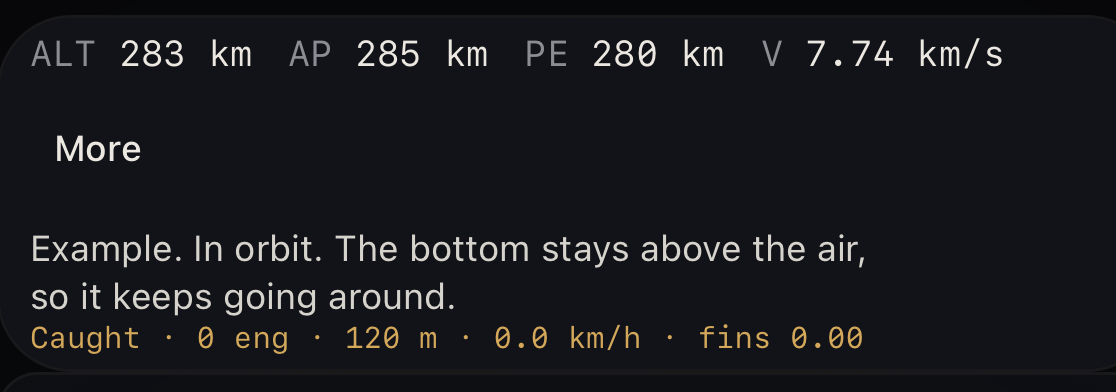 ALT 283 km AP 285 km PE 280 km V 7.74 km/s
More
Example. In orbit. The bottom stays above the air,
so it keeps going around.
Caught · 0 eng · 120 m · 0.0 km/h · fins 0.00